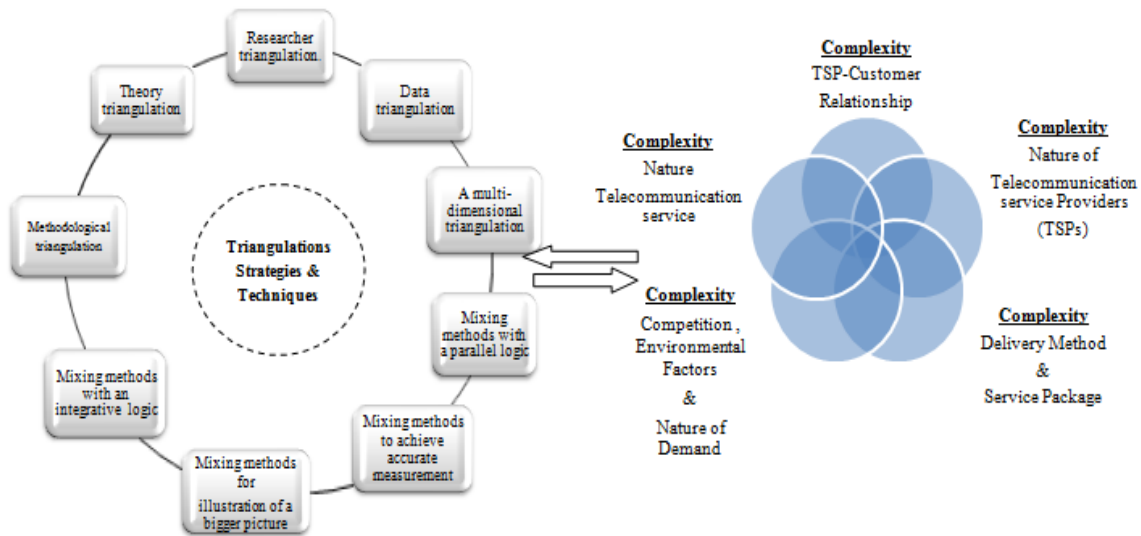 Researcher
triangulation.
Data
triangulation
A multi-
dimensional
triangulation
Mixing
methods with
a parallel logic
Mixing methods
to achieve
accurate
measurement
Mixing methods
for
illustration of a
bigger picture
Mixing methods
with an
integrative logic
Methodological
triangulation
Theory
triangulation
Triangulations
Strategies &
Techniques
Complexity
TSP-Customer
Relationship
Complexity
Nature of
Telecommunication
service Providers
(TSPs)
Complexity
Delivery Method
&
Service Package
Complexity
Competition ,
Environmental
Factors
&
Nature of
Demand
Complexity
Nature
Telecommunication
service